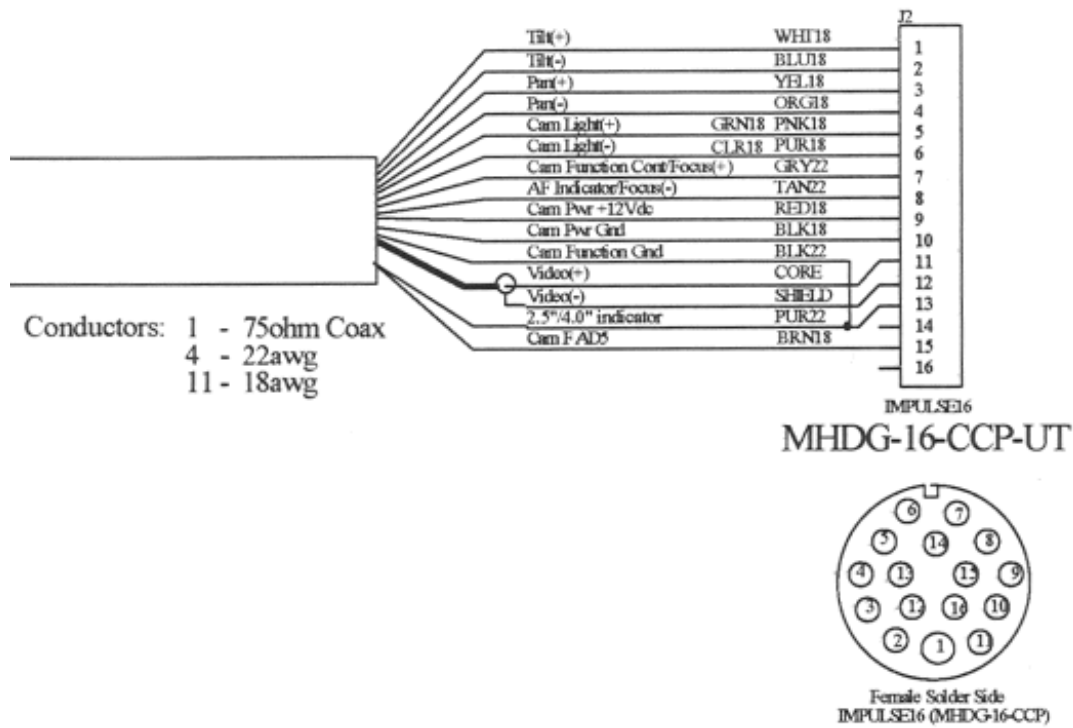 J2
Tilt(+) WHT18 1
Tilt(-) BLU18 2
Pan(+) YEL18 3
Pan(-) ORG18 4
Cam Light(+) GRN18 PNK18 5
Cam Light(-) CLR18 PUR18 6
Cam Function Cont/Focus(+) GRY22 7
AF Indicator/Focus(-) TAN22 8
Cam Pwr +12Vdc RED18 9
Cam Pwr Gnd BLK18 10
Cam Function Gnd BLK22 11
Video(+) CORE 12
Video(-) SHIELD 13
2.5"/4.0" indicator PUR22 14
Cam F AD5 BRN18 15
16
Conductors: 1 - 75ohm Coax
4 - 22awg
11 - 18awg
IMPULSE16
MHDG-16-CCP-UT
6 7
5 14 8
4 13 15 9
3 12 16 10
2 1 11
Female Solder Side
IMPULSE16 (MHDG-16-CCP)